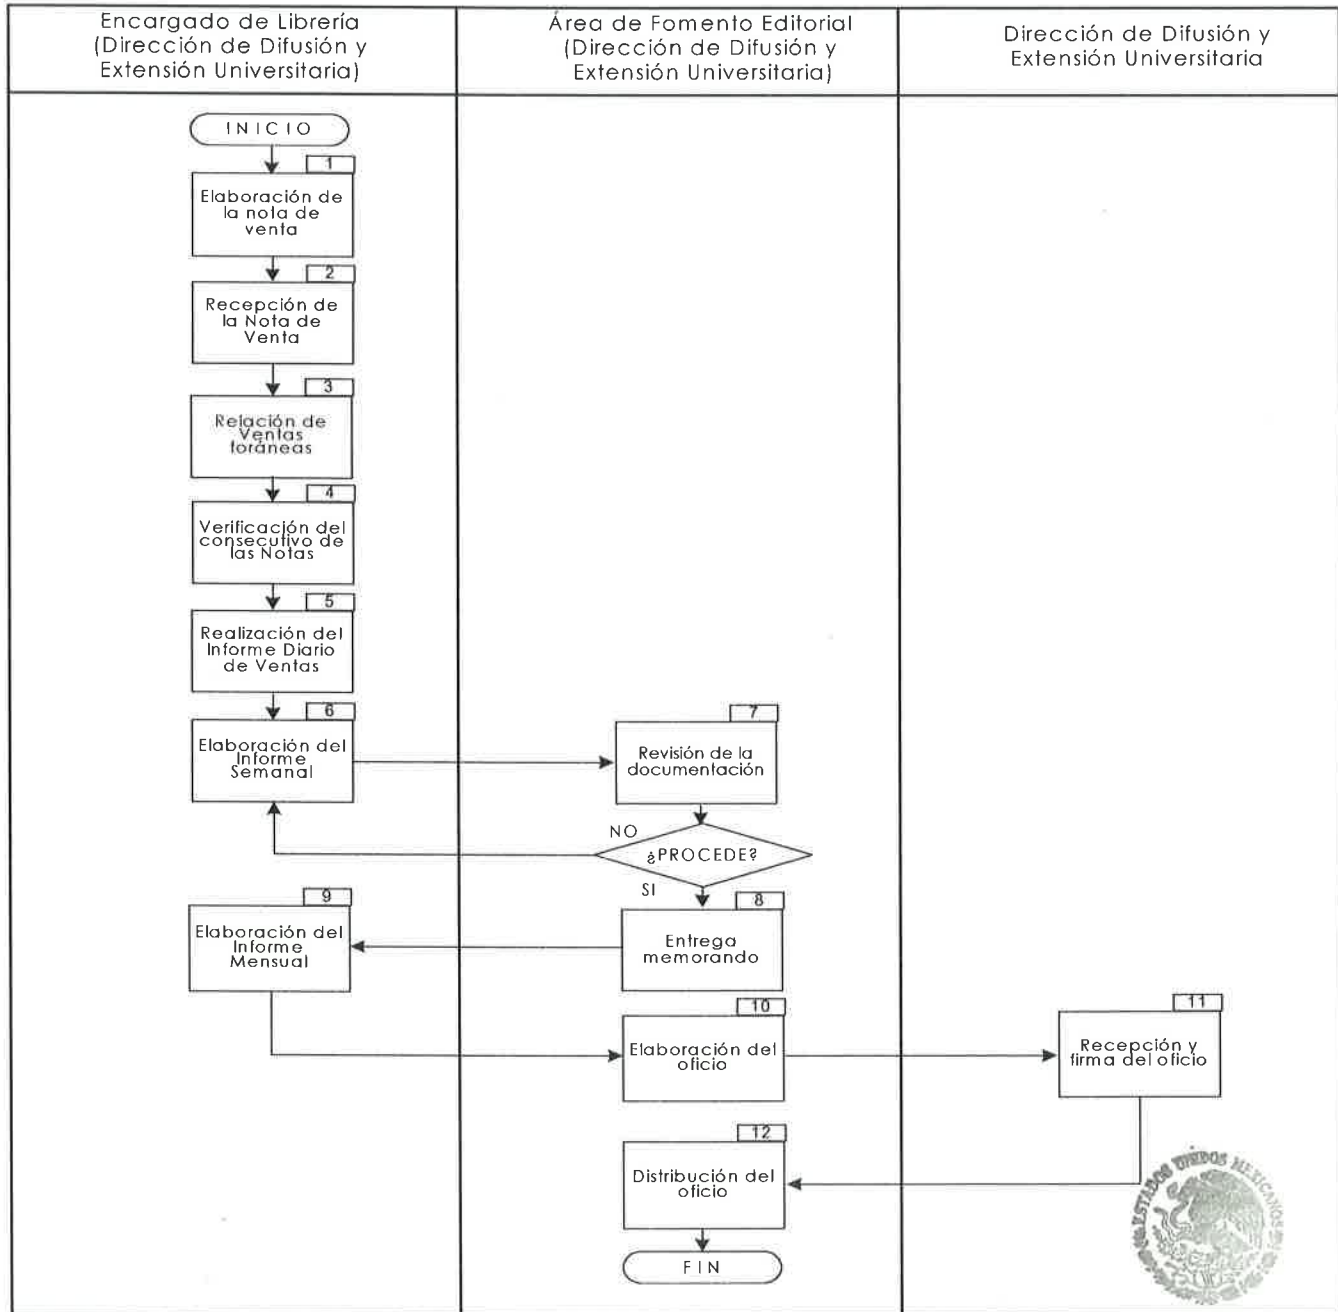 Encargado de Librería
(Dirección de Difusión y
Extensión Universitaria)
Área de Fomento Editorial
(Dirección de Difusión y
Extensión Universitaria)
Dirección de Difusión y
Extensión Universitaria
INICIO
1
Elaboración de
la nota de
venta
2
Recepción de
la Nota de
Venta
3
Relación de
Ventas
foráneas
4
Verificación del
consecutivo de
las Notas
5
Realización del
Informe Diario
de Ventas
6
Elaboración del
Informe
Semanal
7
Revisión de la
documentación
NO
¿PROCEDE?
SI
8
Entrega
memorando
9
Elaboración del
Informe
Mensual
10
Elaboración del
oficio
11
Recepción y
firma del oficio
12
Distribución del
oficio
FIN
ESTADOS UNIDOS MEXICANOS